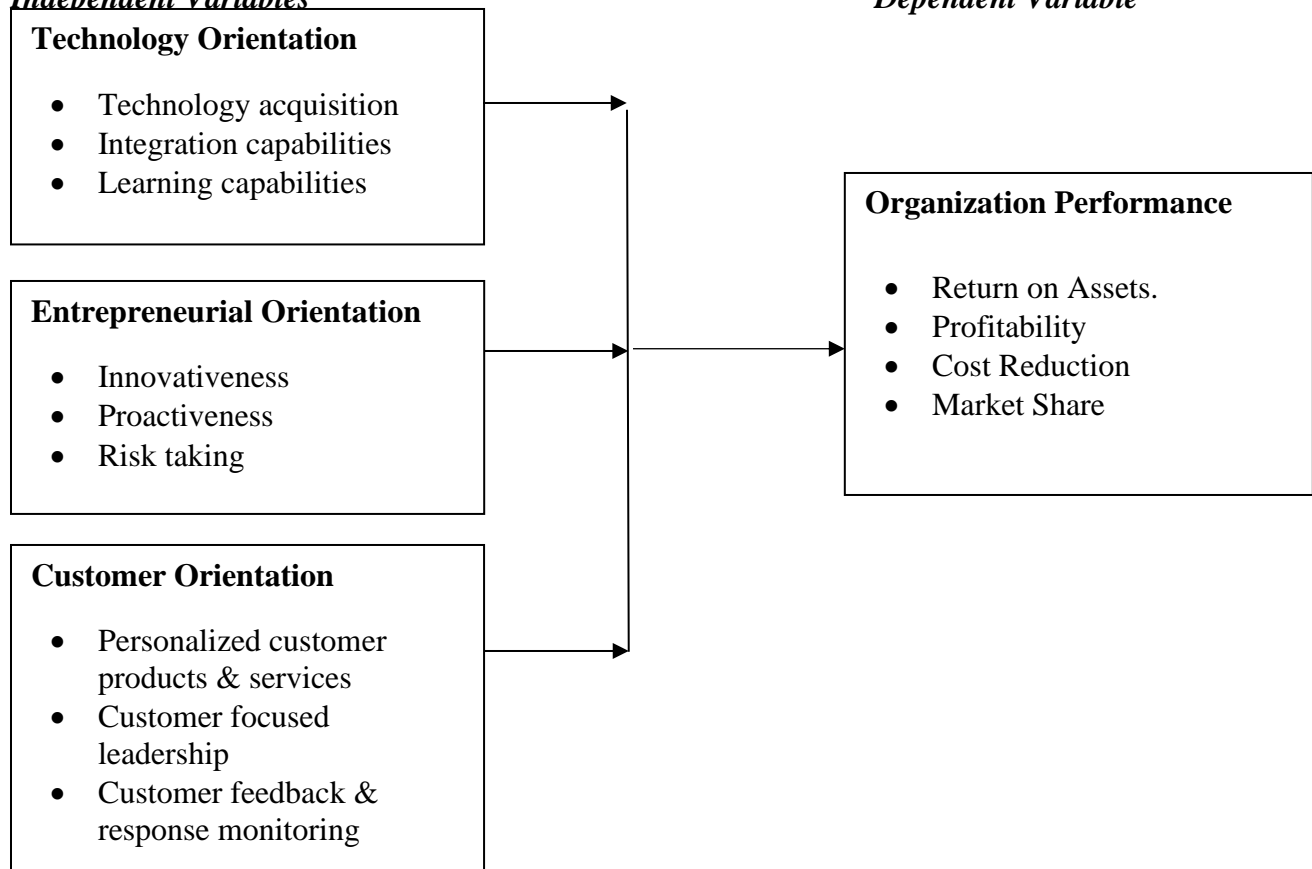 Independent Variables
Dependent Variable
Technology Orientation
• Technology acquisition
• Integration capabilities
• Learning capabilities
Entrepreneurial Orientation
• Innovativeness
• Proactiveness
• Risk taking
Customer Orientation
• Personalized customer
products & services
• Customer focused
leadership
• Customer feedback &
response monitoring
Organization Performance
• Return on Assets.
• Profitability
• Cost Reduction
• Market Share